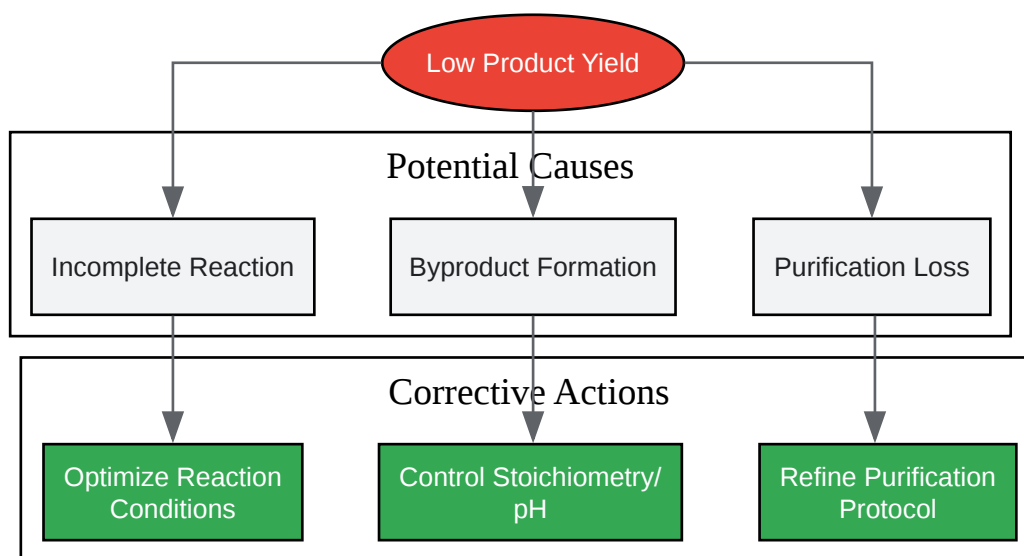 Low Product Yield
Potential Causes
Incomplete Reaction
Byproduct Formation
Purification Loss
Corrective Actions
Optimize Reaction
Conditions
Control Stoichiometry/
pH
Refine Purification
Protocol